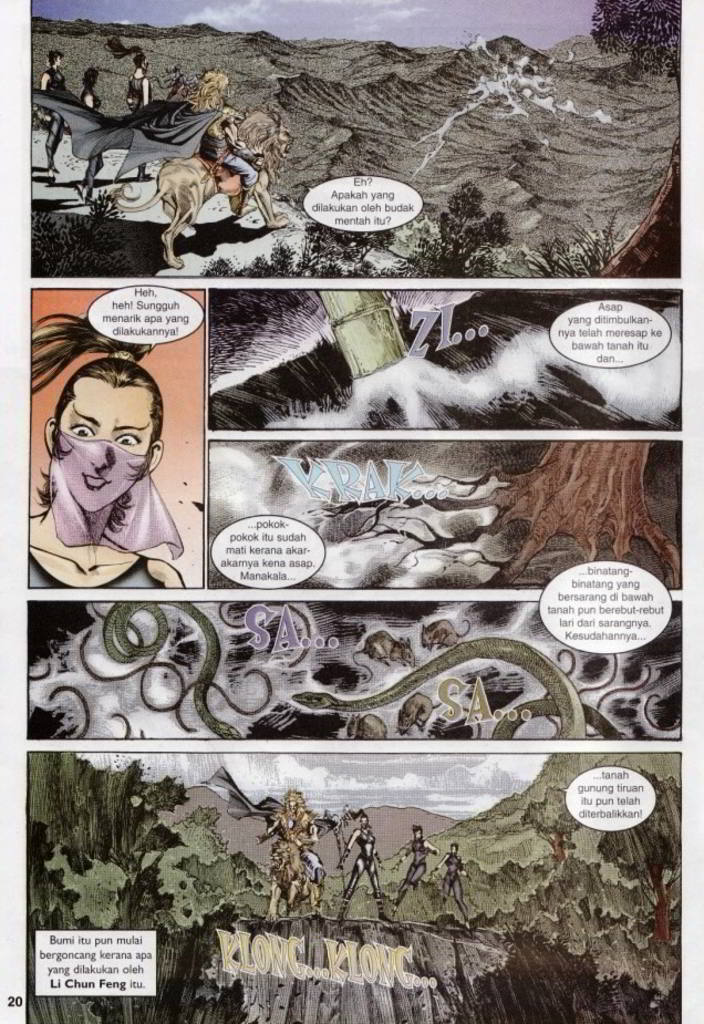 Eh?
Apakah yang
dilakukan oleh budak
mentah itu?
Heh,
heh! Sungguh
menarik apa yang
dilakukannya!
ZI...
Asap
yang ditimbulkan-
nya telah meresap ke
bawah tanah itu
dan...
KRAK...
...pokok-
pokok itu sudah
mati kerana akar-
akarnya kena asap.
Manakala...
...binatang-
binatang yang
bersarang di bawah
tanah pun berebut-rebut
lari dari sarangnya.
Kesudahannya...
SA...
SA...
...tanah
gunung tiruan
itu pun telah
diterbalikkan!
Bumi itu pun mulai
bergoncang kerana apa
yang dilakukan oleh
Li Chun Feng itu.
KLONG...KLONG...
20